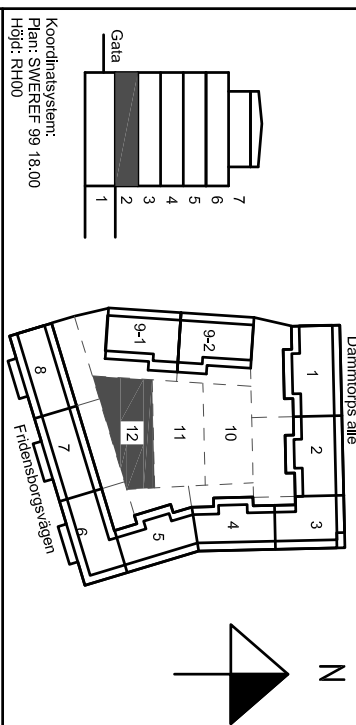 Koordinatsystem:
Plan: SWEREF 99 18.00
Höjd: RH00
Gata
1
2
3
4
5
6
7
Dammtorps alle
1
2
3
4
5
6
7
8
9-1
9-2
10
11
12
Fridensborgsvägen
N